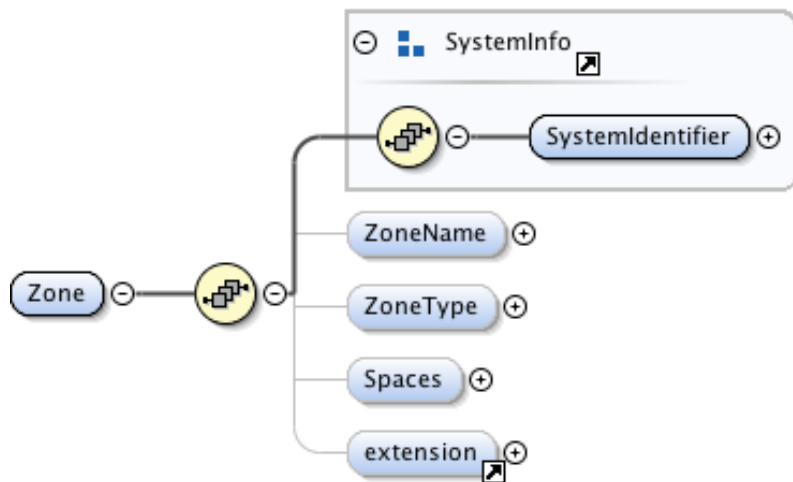 SystemInfo
SystemIdentifier
ZoneName
Zone
ZoneType
Spaces
extension